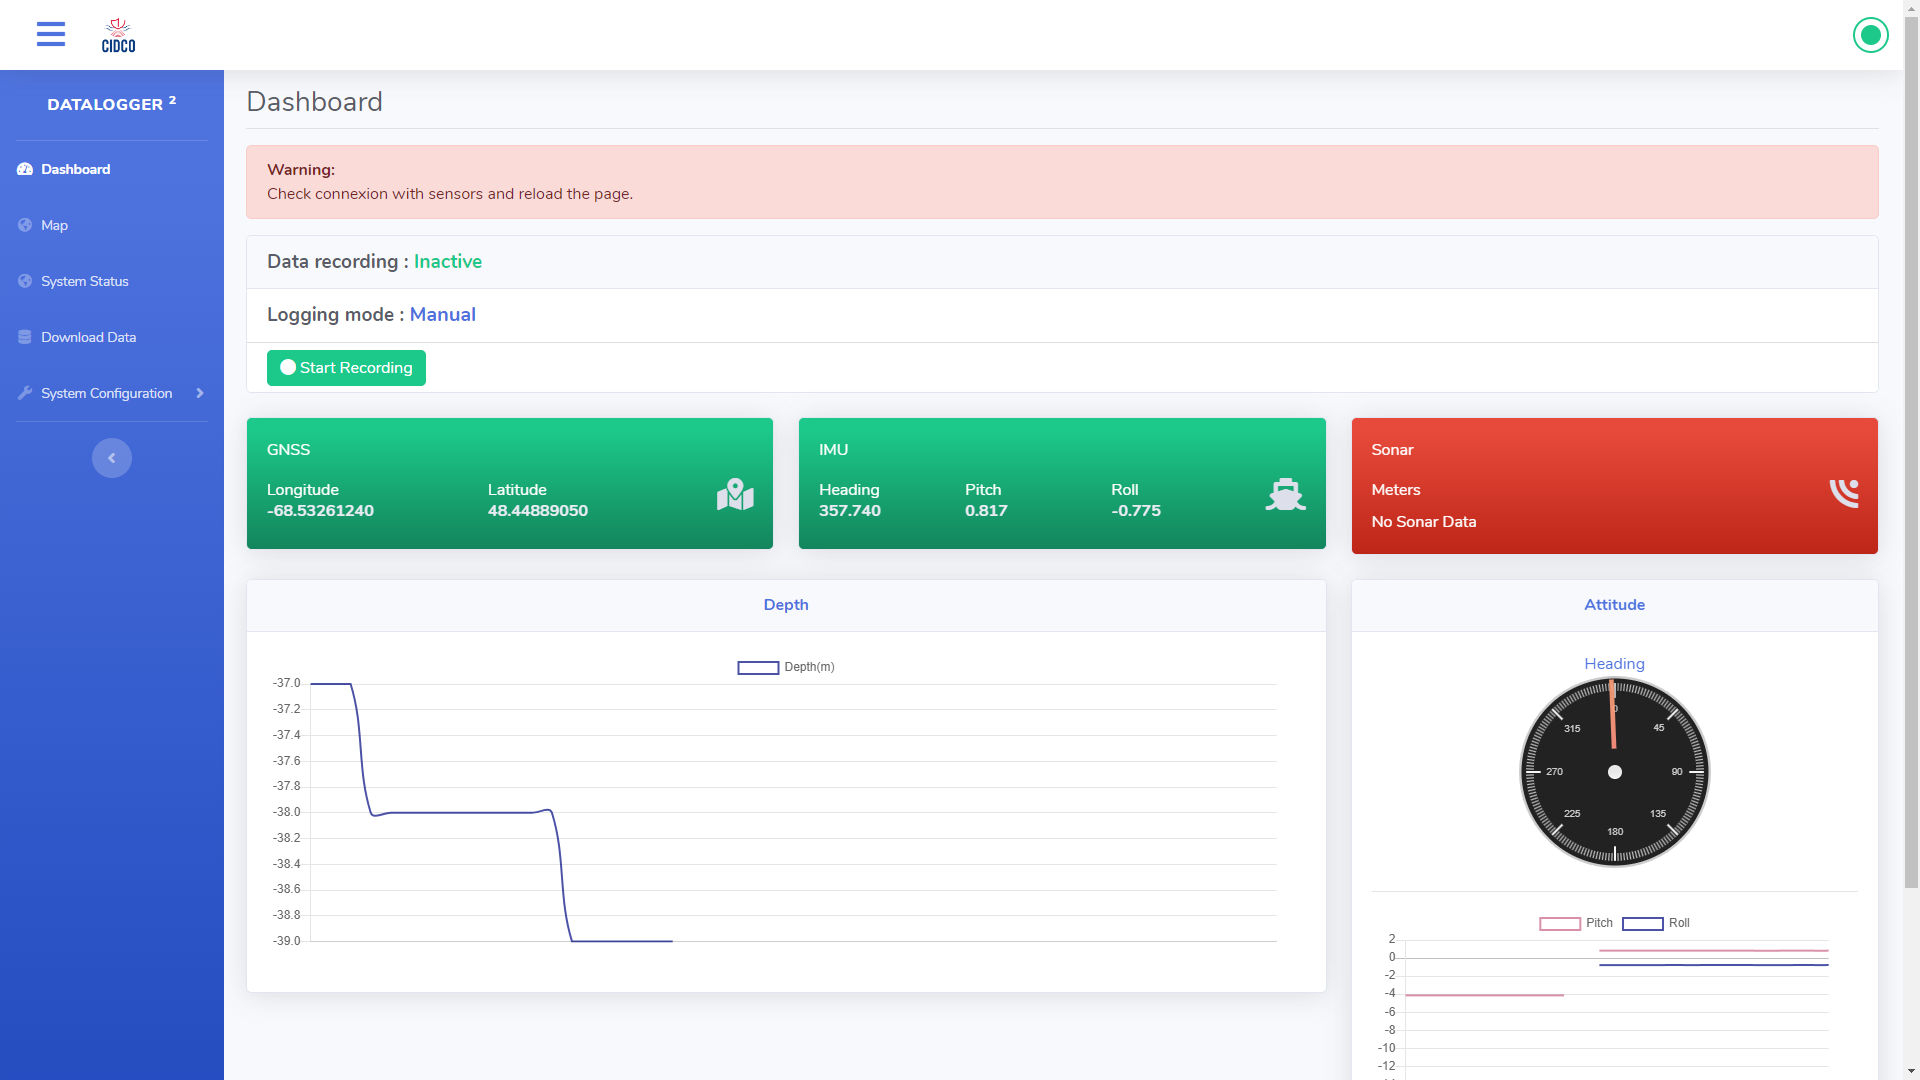 CIDCO
DATALOGGER 2
Dashboard
Map
System Status
Download Data
System Configuration
Dashboard
Warning:
Check connexion with sensors and reload the page.
Data recording : Inactive
Logging mode : Manual
Start Recording
GNSS
Longitude Latitude
-68.53261240 48.44889050
IMU
Heading Pitch Roll
357.740 0.817 -0.775
Sonar
Meters
No Sonar Data
Depth
Depth(m)
-37.0
-37.2
-37.4
-37.6
-37.8
-38.0
-38.2
-38.4
-38.6
-38.8
-39.0
Attitude
Heading
0
315 45
270 90
225 135
180
Pitch Roll
2
0
-2
-4
-6
-8
-10
-12